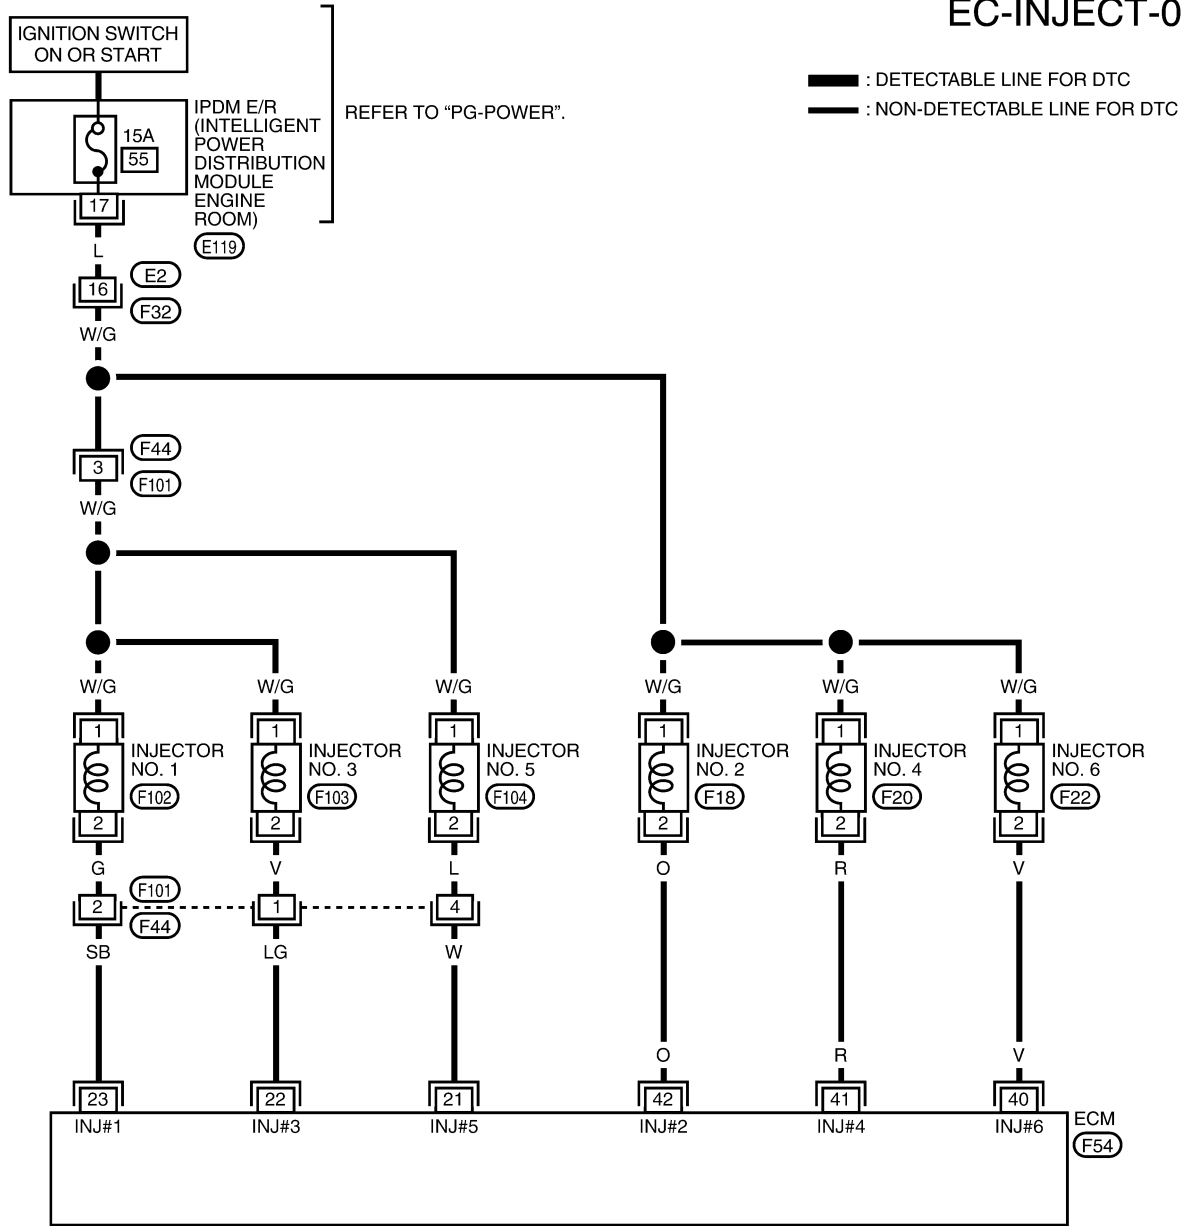 EC-INJECT-0
IGNITION SWITCH
ON OR START
: DETECTABLE LINE FOR DTC
: NON-DETECTABLE LINE FOR DTC
IPDM E/R
(INTELLIGENT
POWER
DISTRIBUTION
MODULE
ENGINE
ROOM)
E119
REFER TO “PG-POWER”.
15A
55
17
L
16
E2
F32
W/G
3
F44
F101
W/G
W/G W/G W/G W/G W/G W/G
1 1 1 1 1 1
INJECTOR
NO. 1
F102
INJECTOR
NO. 3
F103
INJECTOR
NO. 5
F104
INJECTOR
NO. 2
F18
INJECTOR
NO. 4
F20
INJECTOR
NO. 6
F22
2 2 2 2 2 2
G V L O R V
F101
2 1 4
F44
SB LG W
O R V
23 22 21 42 41 40
INJ#1 INJ#3 INJ#5 INJ#2 INJ#4 INJ#6
ECM
F54